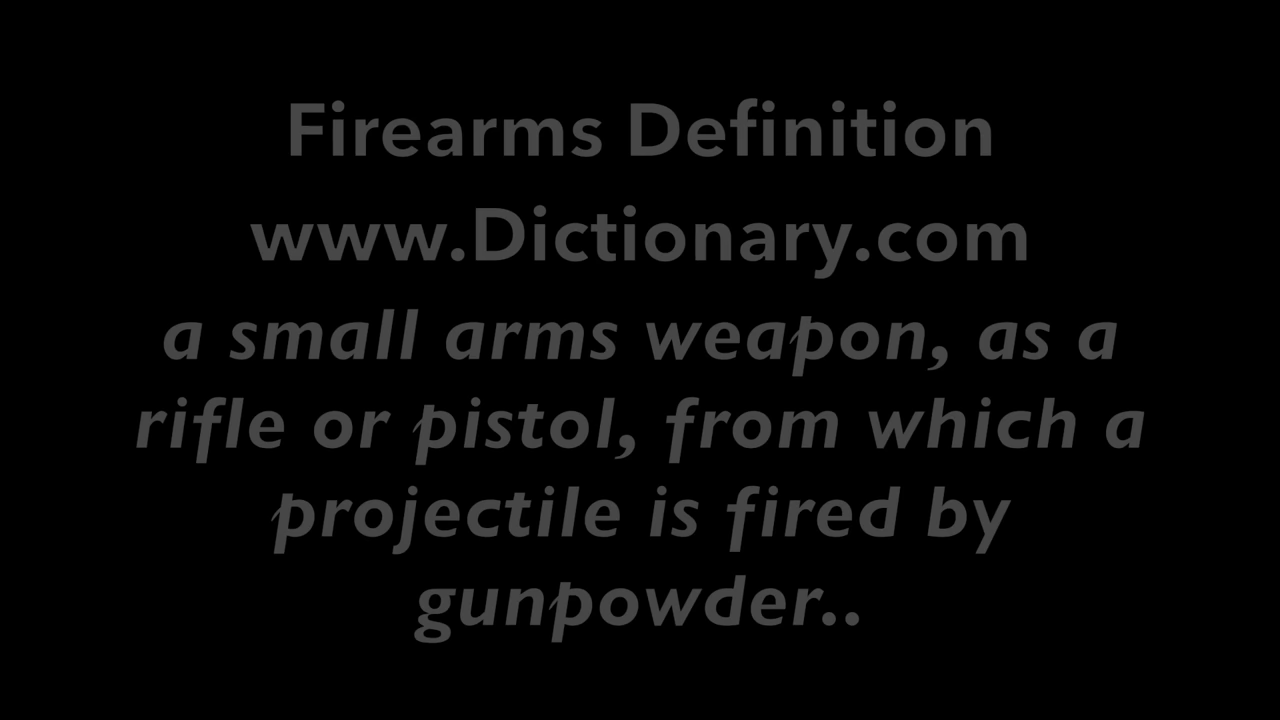 Firearms Definition
www.Dictionary.com
a small arms weapon, as a
rifle or pistol, from which a
projectile is fired by
gunpowder..